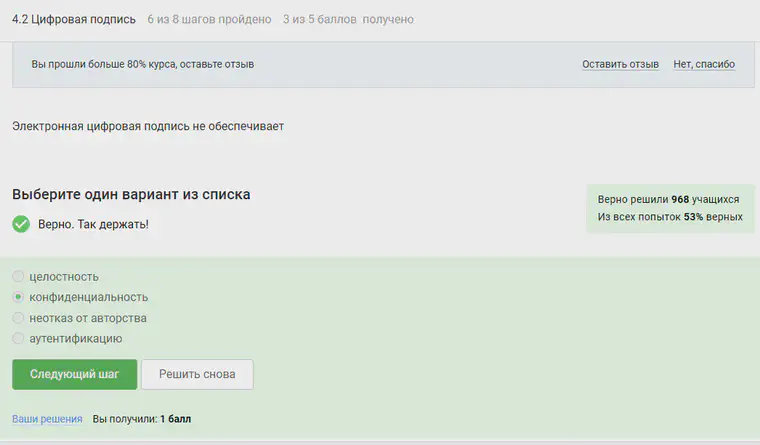 4.2 Цифровая подпись 6 из 8 шагов пройдено 3 из 5 баллов получено
Вы прошли больше 80% курса, оставьте отзыв Оставить отзыв Нет, спасибо
Электронная цифровая подпись не обеспечивает
Выберите один вариант из списка
Верно решили 968 учащихся
Из всех попыток 53% верных
Верно. Так держать!
целостность
конфиденциальность
неотказ от авторства
аутентификацию
Следующий шаг Решить снова
Ваши решения Вы получили: 1 балл